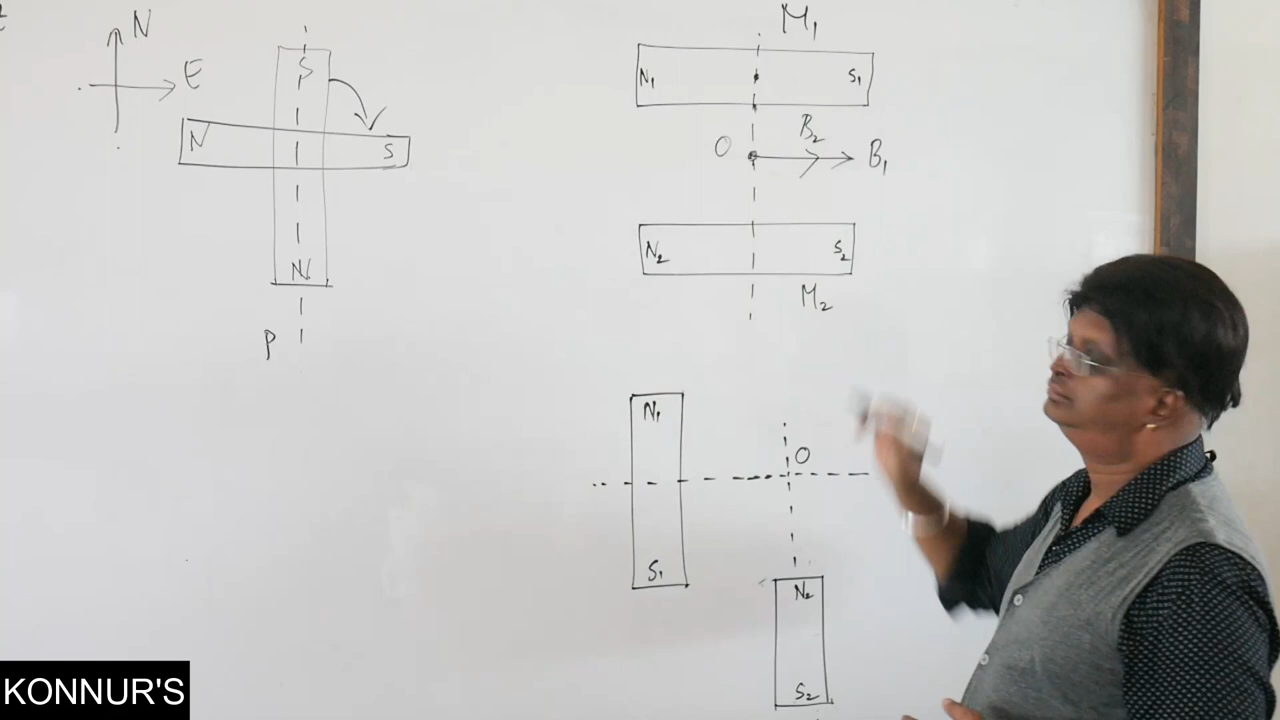 N
E
S
N
S
N
P
M₁
N₁
S₁
O
B₂
B₁
N₂
S₂
M₂
N₁
O
S₁
N₂
S₂
KONNUR'S